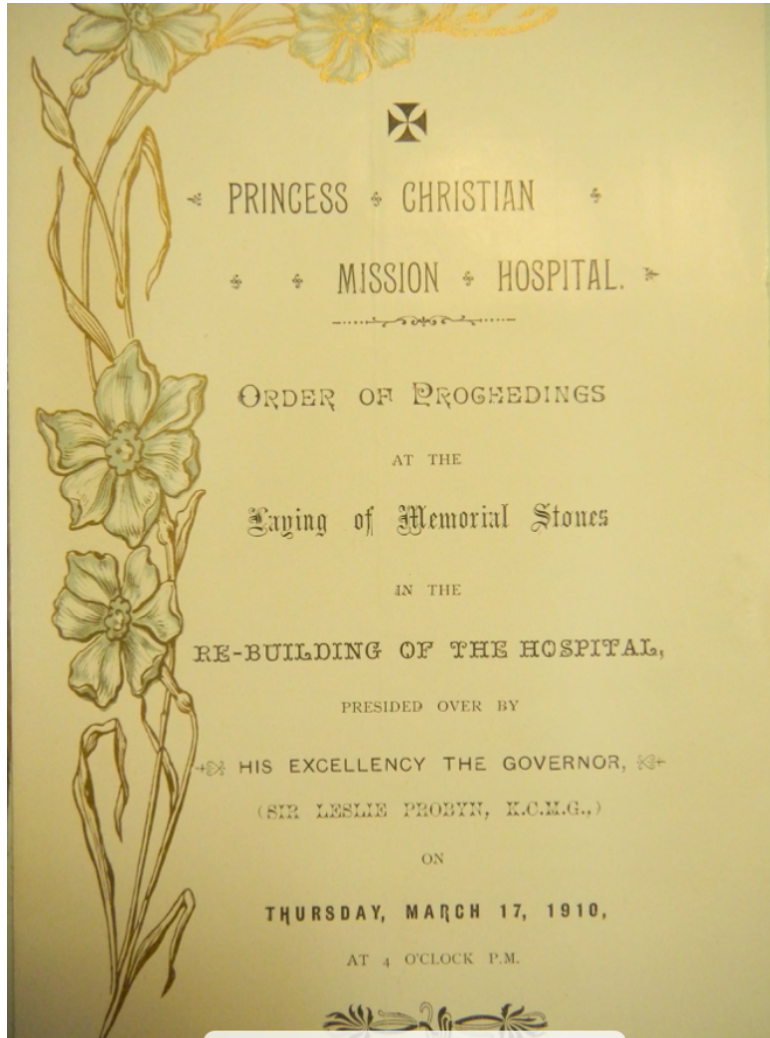 PRINCESS CHRISTIAN
MISSION HOSPITAL.
ORDER OF PROCEEDINGS
AT THE
Laying of Memorial Stones
IN THE
RE-BUILDING OF THE HOSPITAL,
PRESIDED OVER BY
HIS EXCELLENCY THE GOVERNOR,
(SIR LESLIE PROBYN, K.C.M.G.,)
ON
THURSDAY, MARCH 17, 1910,
AT 4 O'CLOCK P.M.